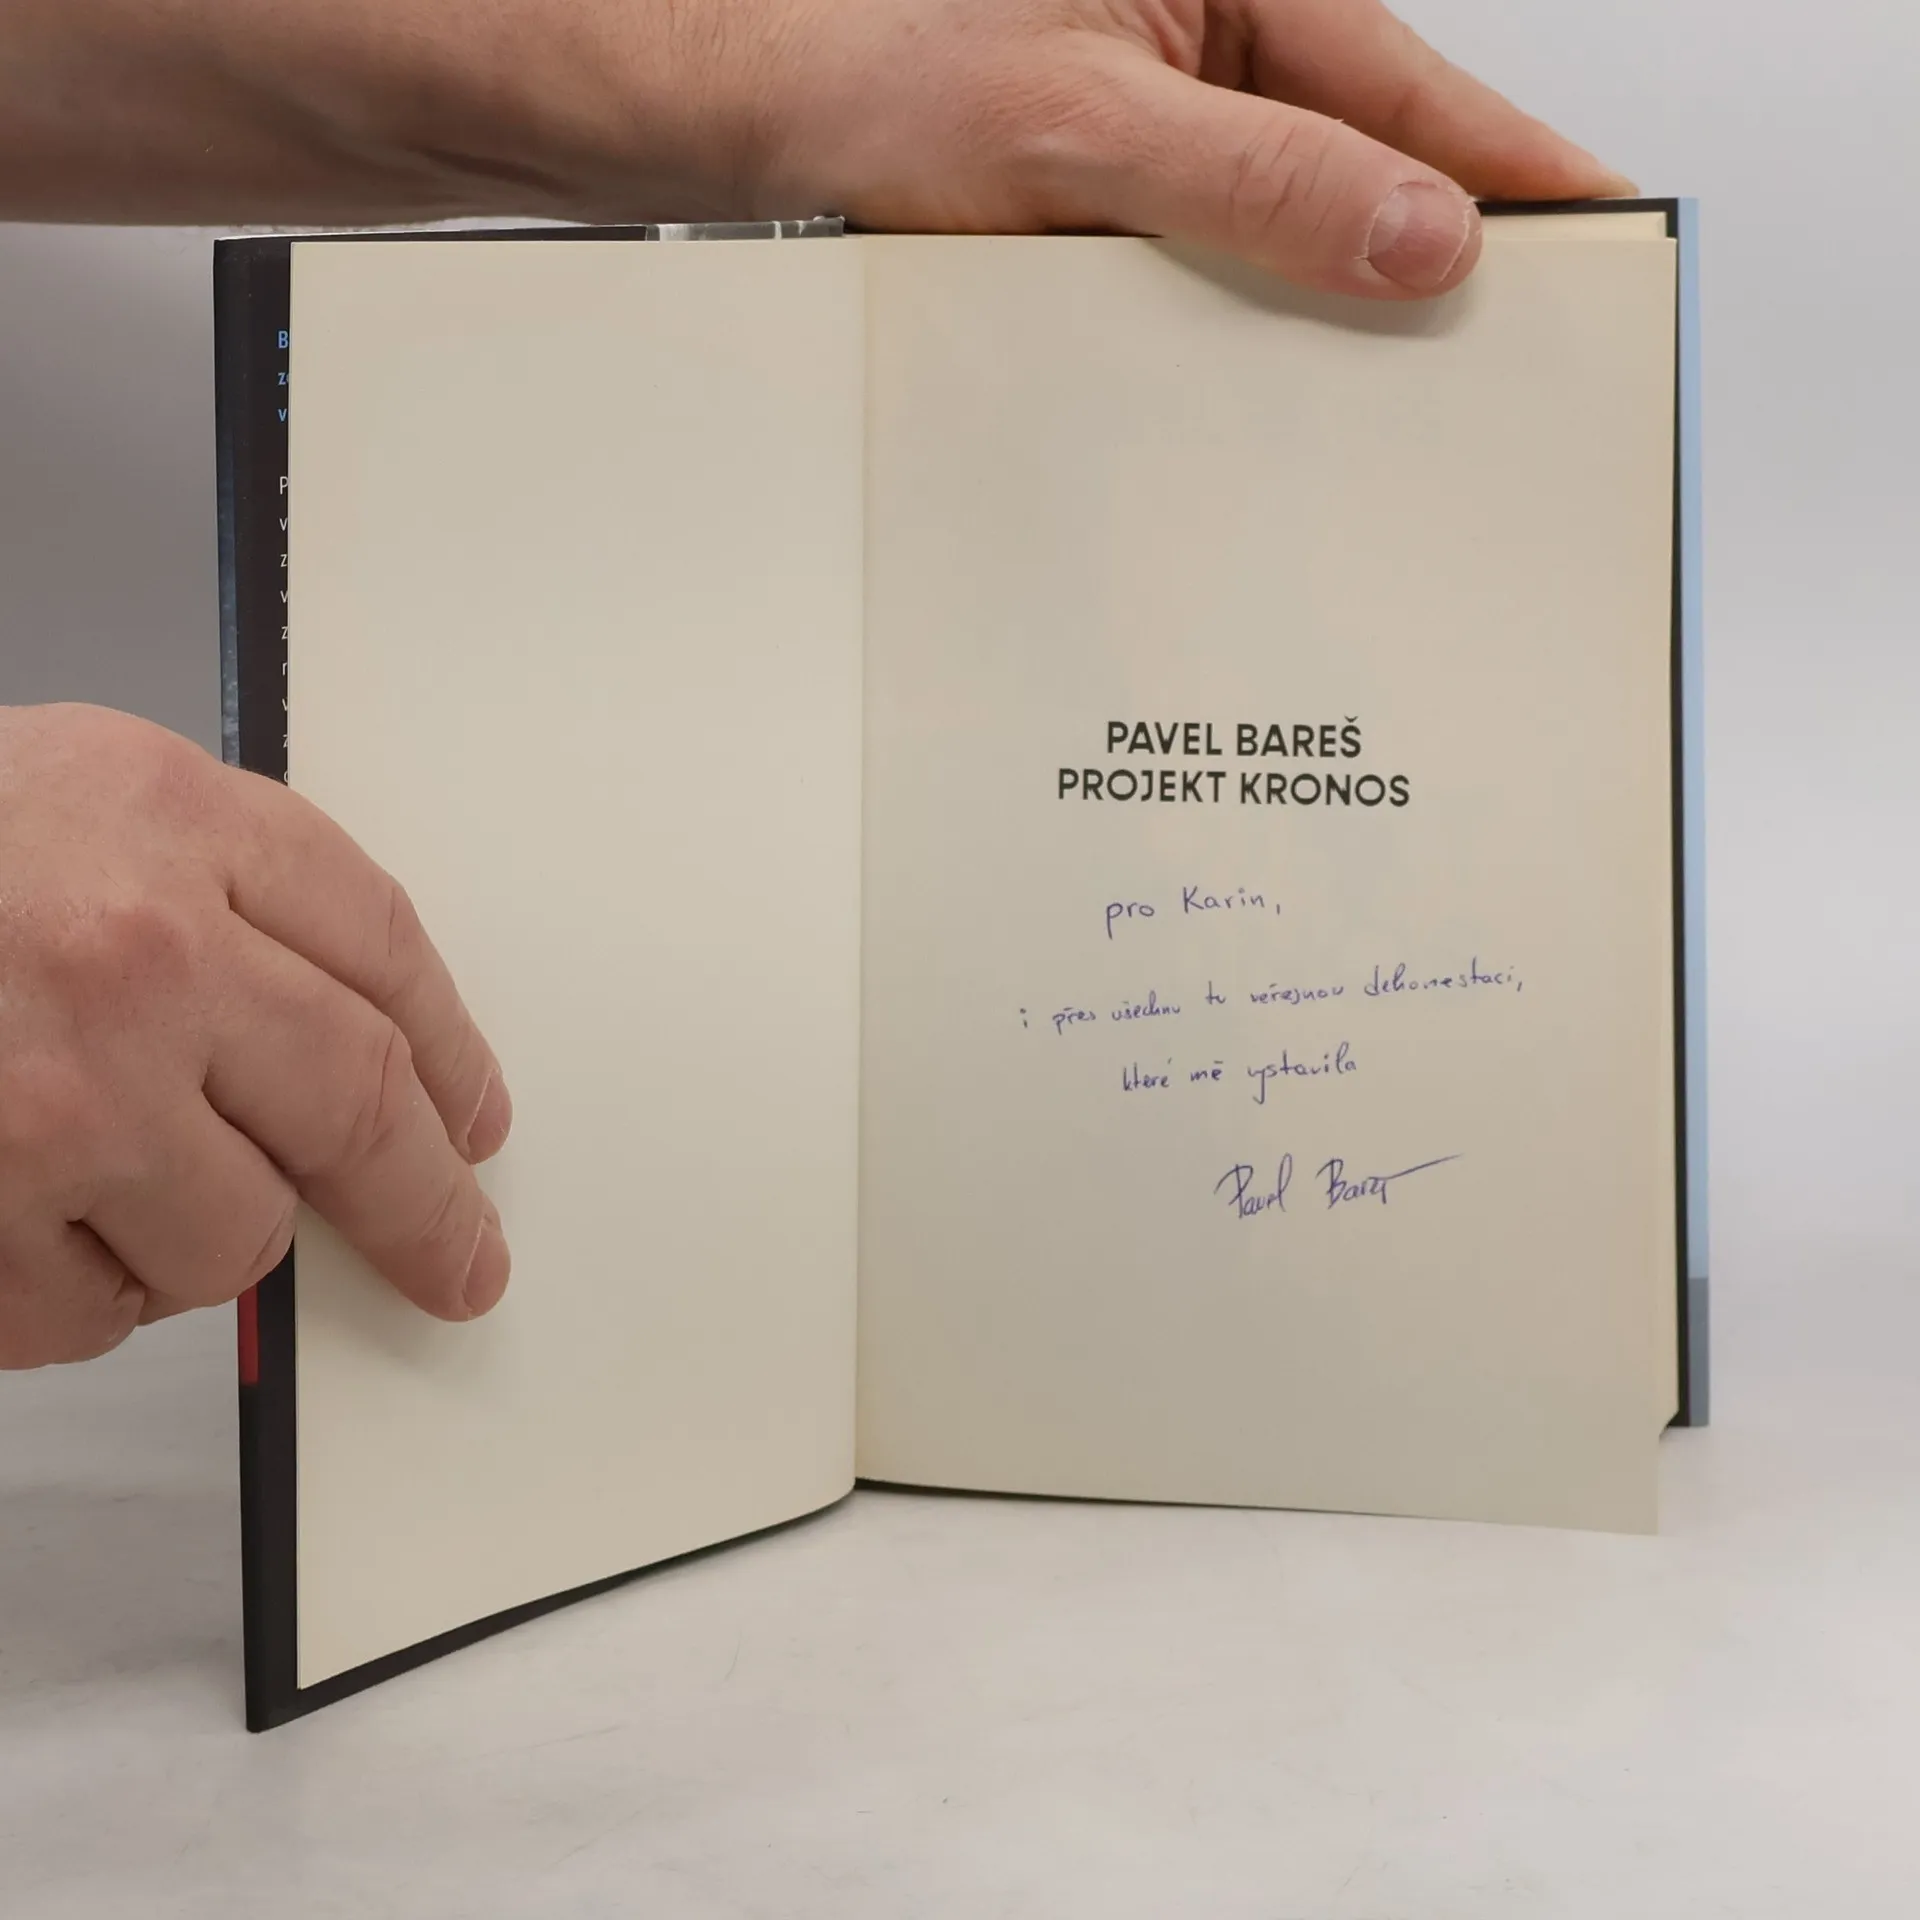 B
z
v
P
v
z
v
z
r
v
z
PAVEL BAREŠ
PROJEKT KRONOS
pro Karin,
i přes všechnu tu veřejnou dehonestaci,
které mě vystavila
Pavel Bareš